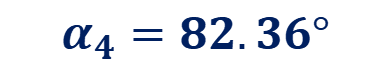 α₄ = 82.36°